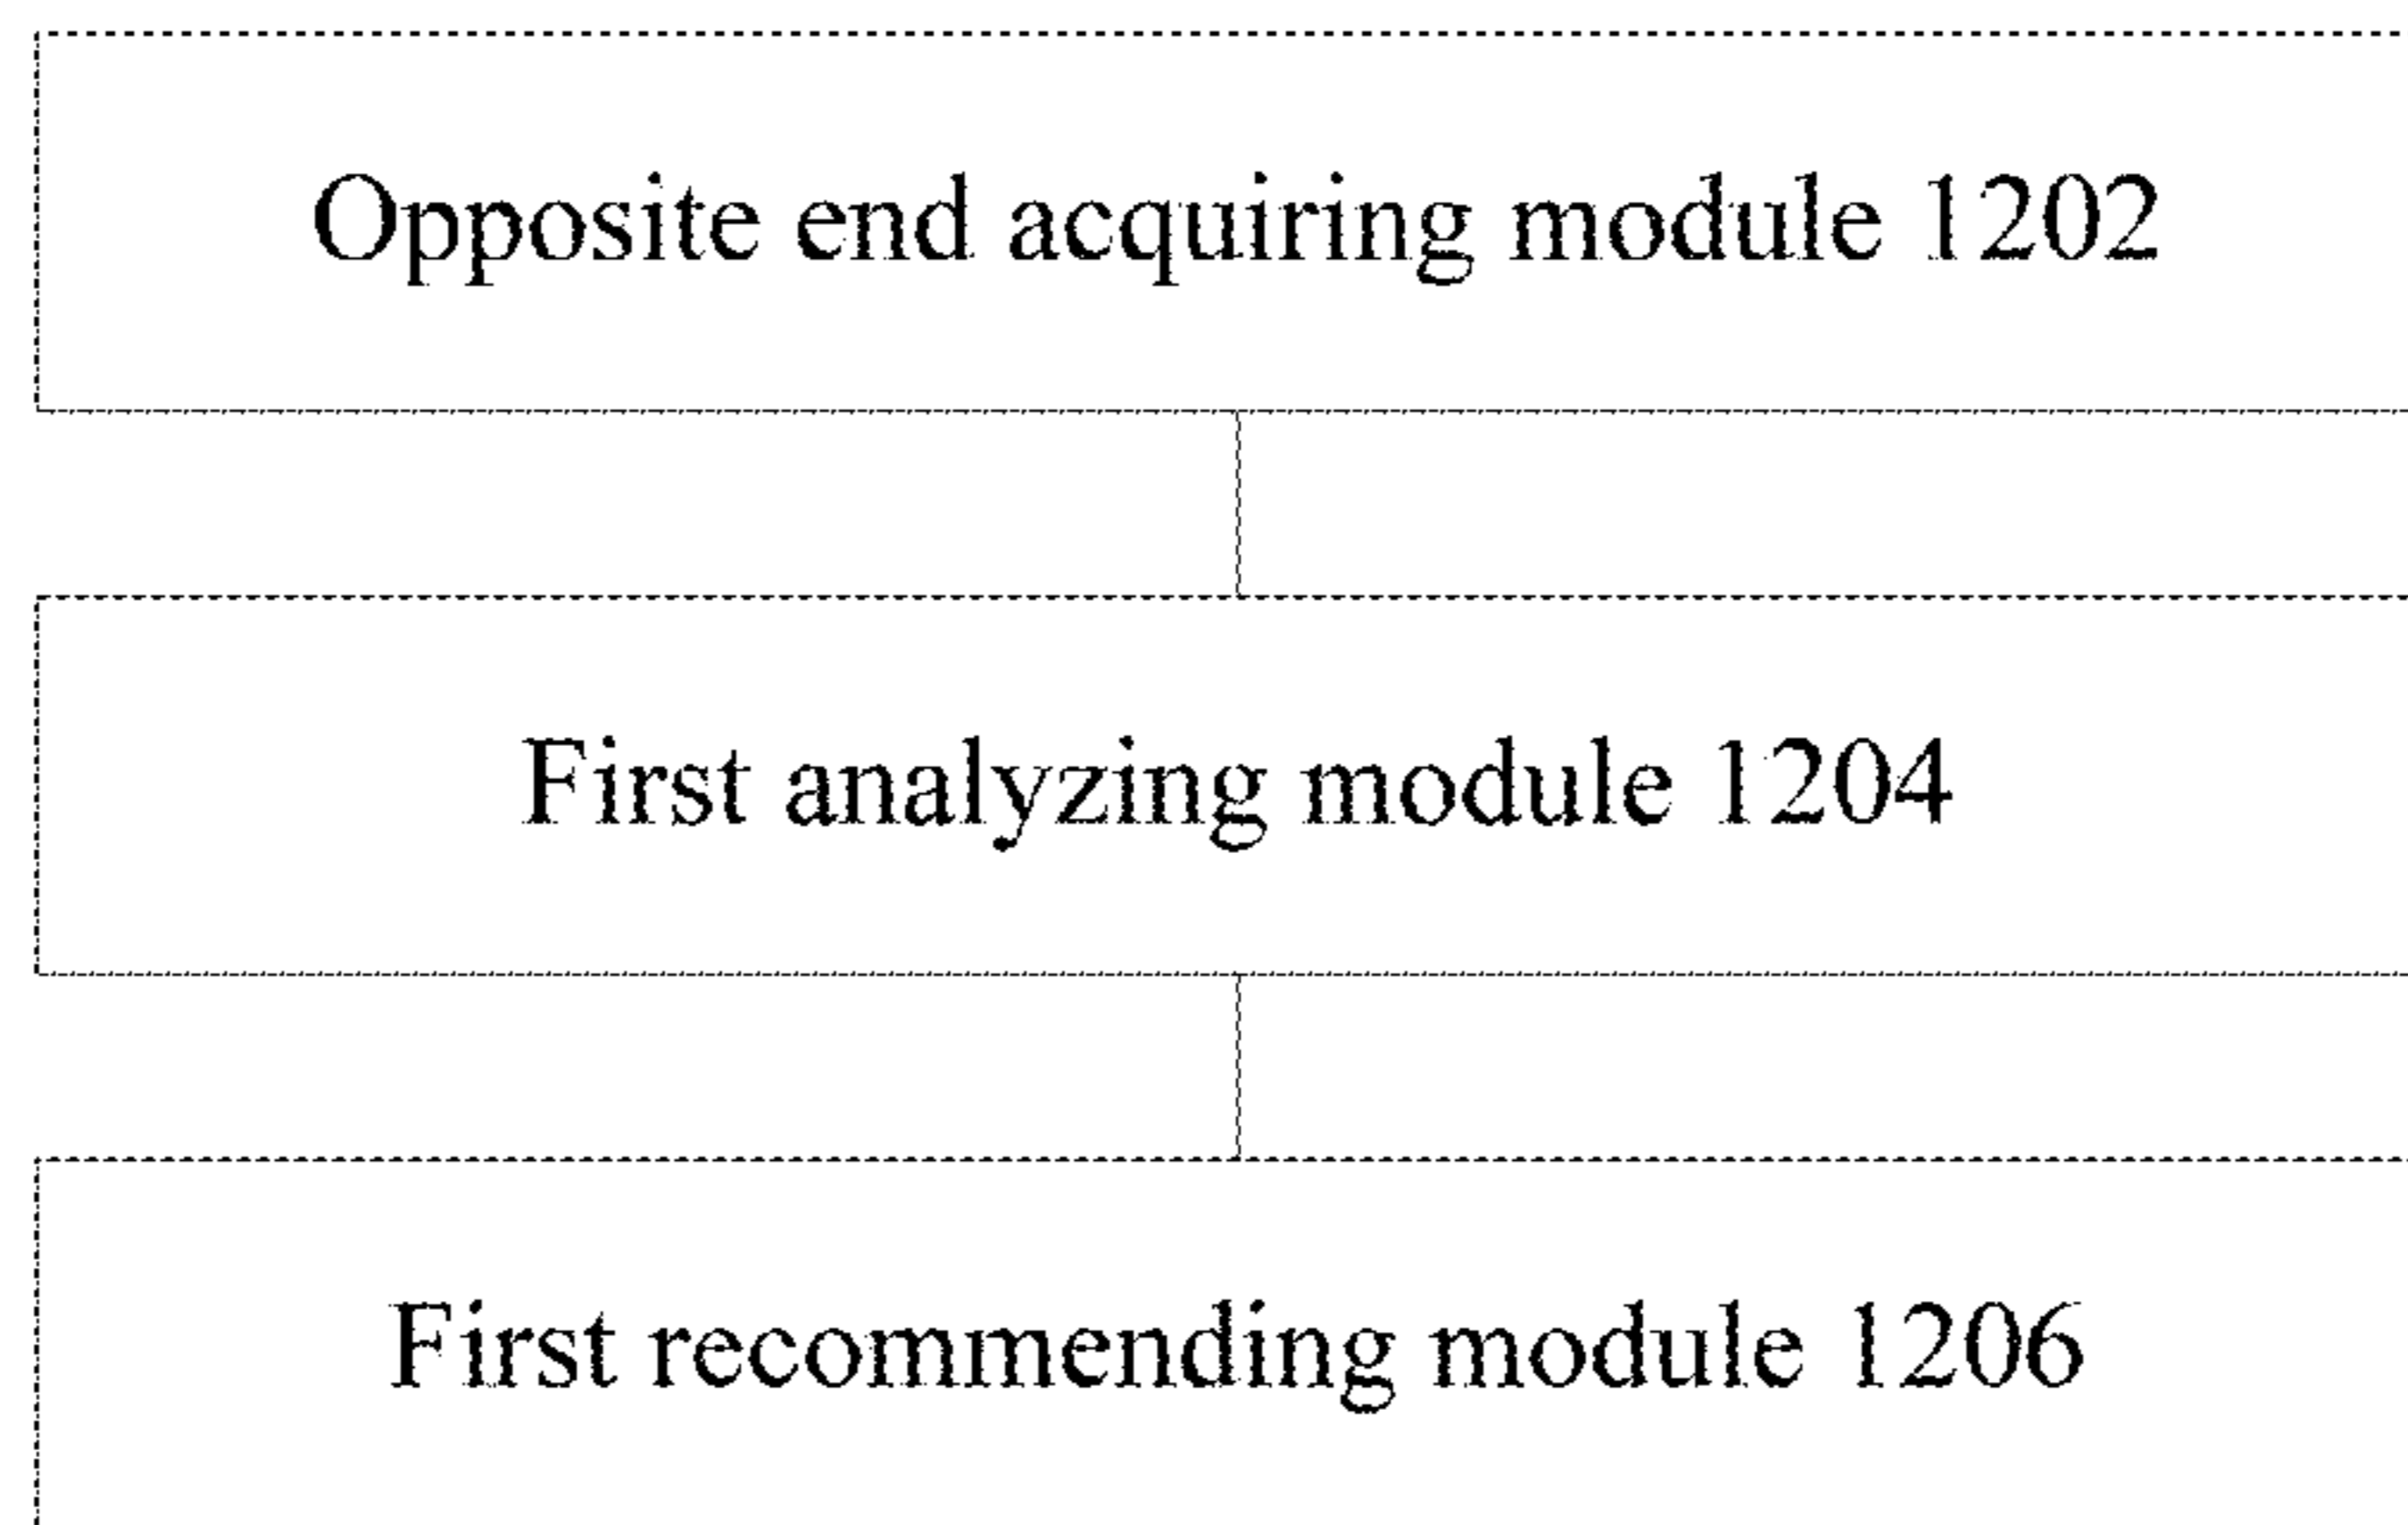 Opposite end acquiring module 1202
First analyzing module 1204
First recommending module 1206